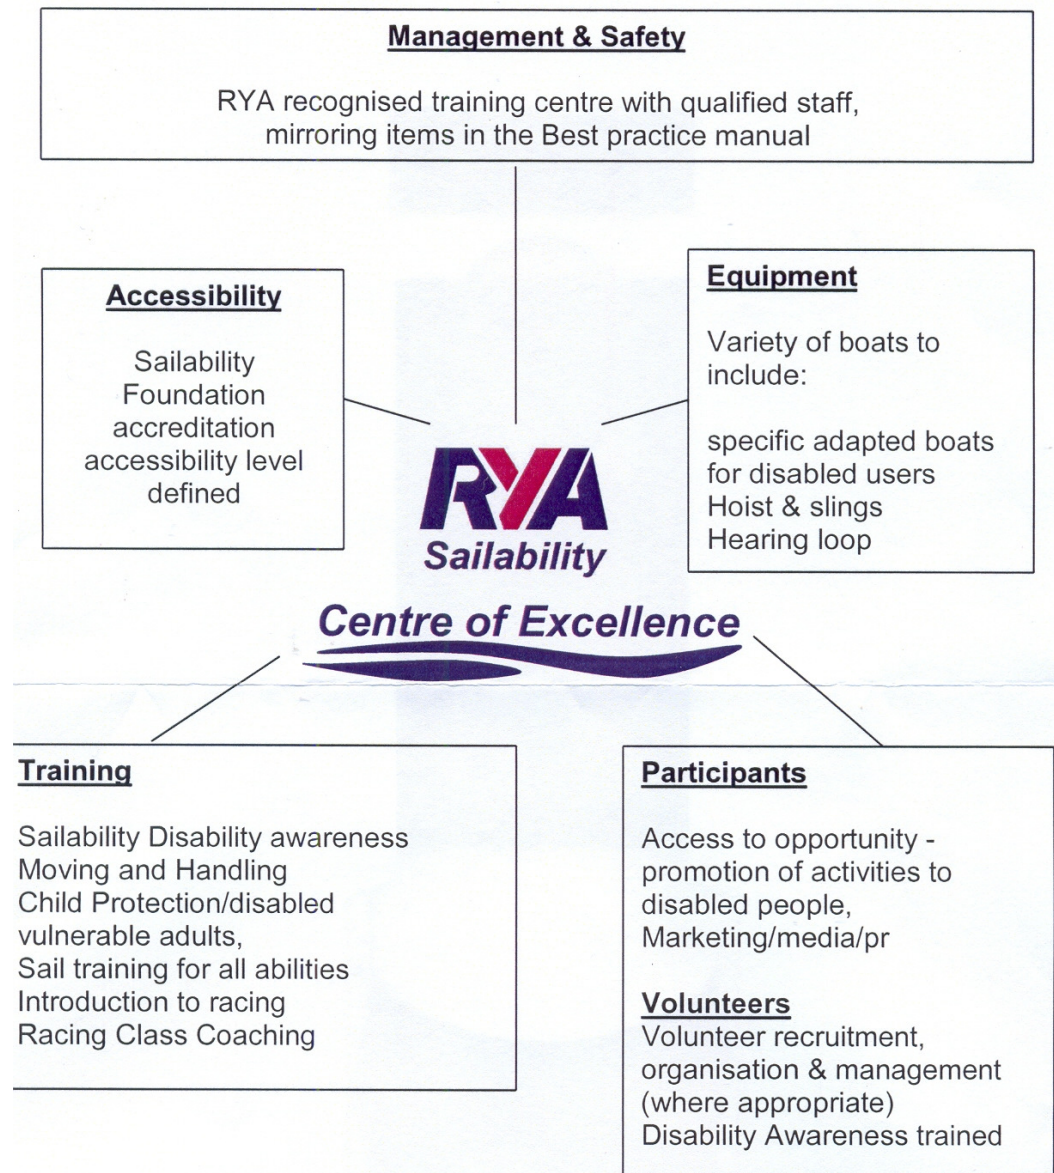 Management & Safety
RYA recognised training centre with qualified staff,
mirroring items in the Best practice manual
Accessibility
Sailability
Foundation
accreditation
accessibility level
defined
Equipment
Variety of boats to
include:
specific adapted boats
for disabled users
Hoist & slings
Hearing loop
RYA
Sailability
Centre of Excellence
Training
Sailability Disability awareness
Moving and Handling
Child Protection/disabled
vulnerable adults,
Sail training for all abilities
Introduction to racing
Racing Class Coaching
Participants
Access to opportunity -
promotion of activities to
disabled people,
Marketing/media/pr
Volunteers
Volunteer recruitment,
organisation & management
(where appropriate)
Disability Awareness trained